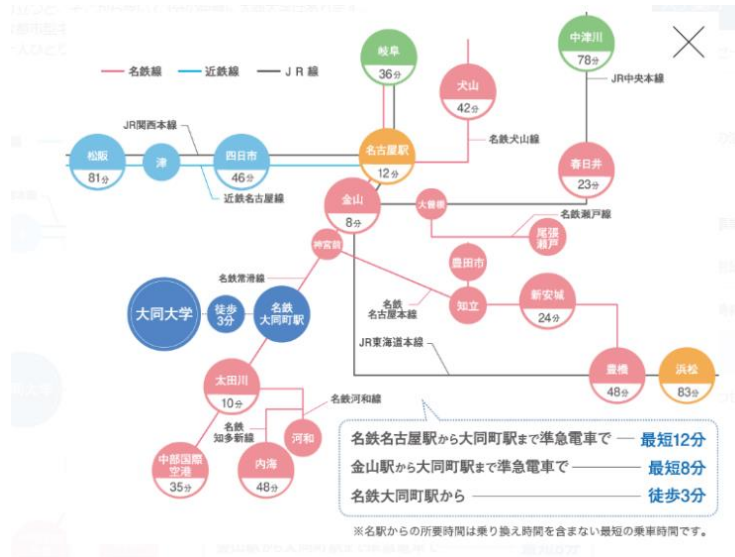 中津川
78分
岐阜
36分
名鉄線
近鉄線
JR線
犬山
42分
JR中央本線
JR関西本線
名鉄犬山線
松阪
81分
津
四日市
46分
名古屋駅
12分
春日井
23分
近鉄名古屋線
金山
8分
大曽根
名鉄瀬戸線
尾張
瀬戸
神宮前
豊田市
名鉄常滑線
大同大学
徒歩
3分
名鉄
大同町駅
名鉄
名古屋本線
知立
新安城
24分
JR東海道本線
太田川
10分
豊橋
48分
浜松
83分
名鉄河和線
名鉄
知多新線
河和
中部国際
空港
35分
内海
48分
名鉄名古屋駅から大同町駅まで準急電車で 最短12分
金山駅から大同町駅まで準急電車で 最短8分
名鉄大同町駅から 徒歩3分
※名駅からの所要時間は乗り換え時間を含まない最短の乗車時間です。